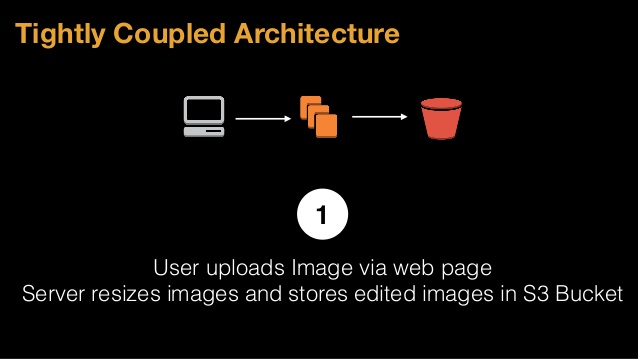 Tightly Coupled Architecture
1
User uploads Image via web page
Server resizes images and stores edited images in S3 Bucket